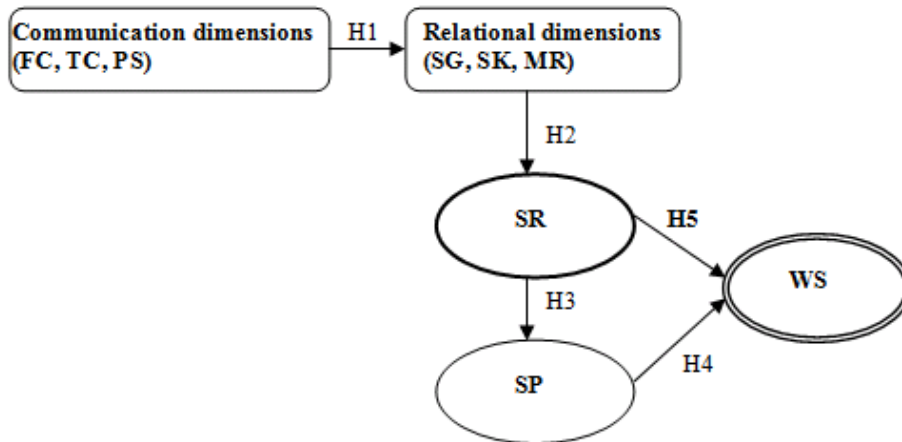 Communication dimensions
(FC, TC, PS)
H1
Relational dimensions
(SG, SK, MR)
H2
SR
H5
WS
H3
SP
H4